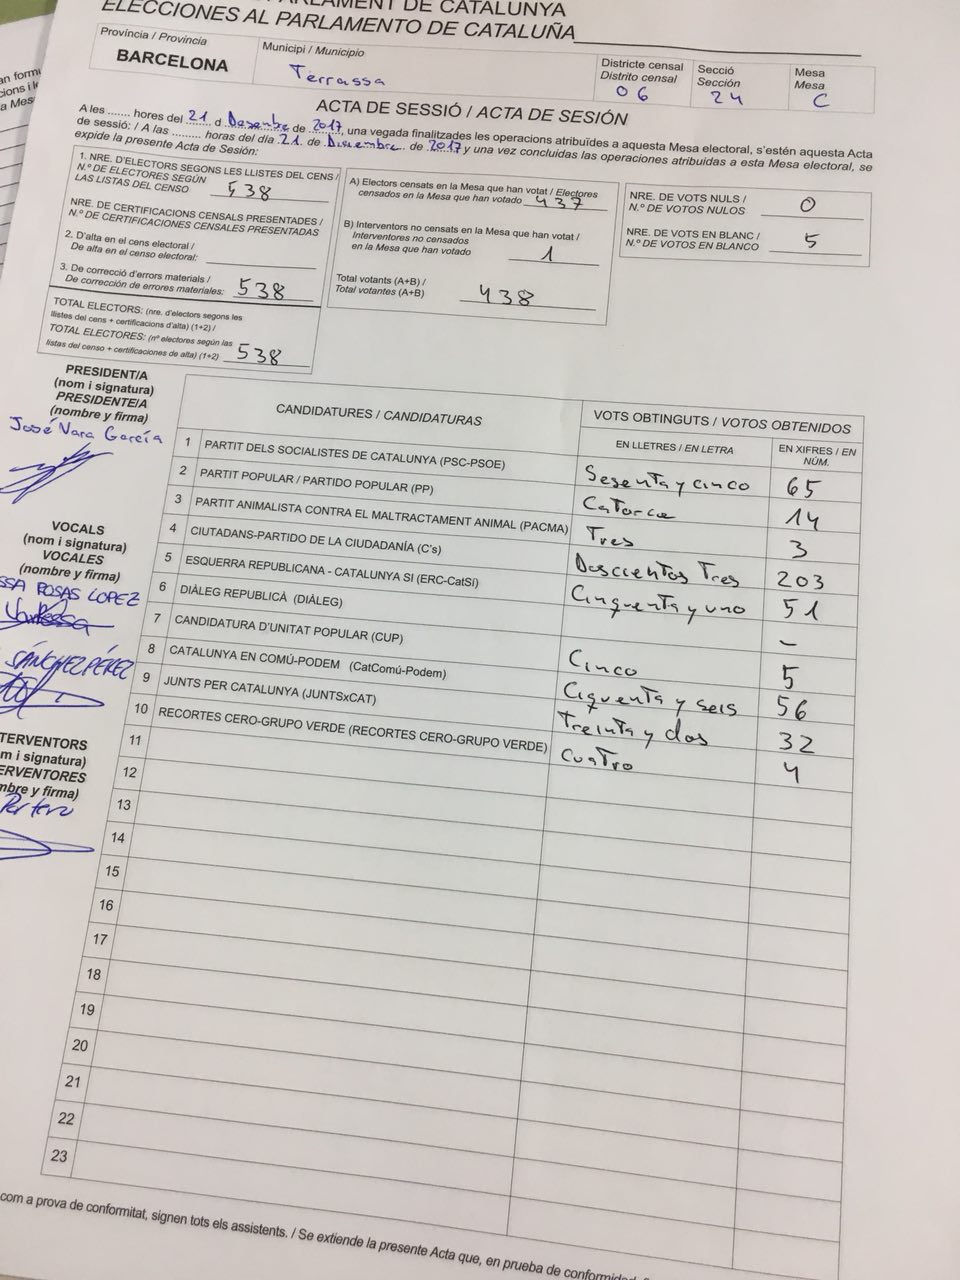 PARLAMENT DE CATALUNYA
ELECCIONES AL PARLAMENTO DE CATALUÑA
Província / Provincia
BARCELONA
Municipi / Municipio
Terrassa
Districte censal
Distrito censal
06
Secció
Sección
24
Mesa
Mesa
C
ACTA DE SESSIÓ / ACTA DE SESIÓN
A les ....... hores del 21 d Desembre de 2017, una vegada finalitzades les operacions atribuïdes a aquesta Mesa electoral, s'estén aquesta Acta
de sessió: / A las ......... horas del día 21 de Diciembre de 2017 y una vez concluidas las operaciones atribuidas a esta Mesa electoral, se
expide la presente Acta de Sesión:
1. NRE. D'ELECTORS SEGONS LES LLISTES DEL CENS /
N.º DE ELECTORES SEGÚN
LAS LISTAS DEL CENSO
538
NRE. DE CERTIFICACIONS CENSALS PRESENTADES /
N.º DE CERTIFICACIONES CENSALES PRESENTADAS
2. D'alta en el cens electoral /
De alta en el censo electoral:
3. De correcció d'errors materials /
De corrección de errores materiales: 538
TOTAL ELECTORS: (nre. d'electors segons les
llistes del cens + certificacions d'alta) (1+2) /
TOTAL ELECTORES: (nº electores según las
listas del censo + certificaciones de alta) (1+2) 538
A) Electors censats en la Mesa que han votat / Electores
censados en la Mesa que han votado 437
B) Interventors no censats en la Mesa que han votat /
Interventores no censados
en la Mesa que han votado 1
Total votants (A+B) /
Total votantes (A+B) 438
NRE. DE VOTS NULS /
N.º DE VOTOS NULOS 0
NRE. DE VOTS EN BLANC /
N.º DE VOTOS EN BLANCO 5
PRESIDENT/A
(nom i signatura)
PRESIDENTE/A
(nombre y firma)
José Vara García
VOCALS
(nom i signatura)
VOCALES
(nombre y firma)
SSA ROSAS LOPEZ
Vanessa
SÁNCHEZ PÉREZ
TERVENTORS
m i signatura)
ERVENTORES
mbre y firma)
CANDIDATURES / CANDIDATURAS
VOTS OBTINGUTS / VOTOS OBTENIDOS
EN LLETRES / EN LETRA
EN XIFRES / EN
NÚM.
1 PARTIT DELS SOCIALISTES DE CATALUNYA (PSC-PSOE) Sesenta y cinco 65
2 PARTIT POPULAR / PARTIDO POPULAR (PP) Catorce 14
3 PARTIT ANIMALISTA CONTRA EL MALTRACTAMENT ANIMAL (PACMA) Tres 3
4 CIUTADANS-PARTIDO DE LA CIUDADANÍA (C's) Doscientos Tres 203
5 ESQUERRA REPUBLICANA - CATALUNYA SI (ERC-CatSí) Cinquenta y uno 51
6 DIÀLEG REPUBLICÀ (DIÀLEG) –
7 CANDIDATURA D'UNITAT POPULAR (CUP) Cinco 5
8 CATALUNYA EN COMÚ-PODEM (CatComú-Podem) Ciquenta y seis 56
9 JUNTS PER CATALUNYA (JUNTSxCAT) Treinta y dos 32
10 RECORTES CERO-GRUPO VERDE (RECORTES CERO-GRUPO VERDE) Cuatro 4
11
12
13
14
15
16
17
18
19
20
21
22
23
com a prova de conformitat, signen tots els assistents. / Se extiende la presente Acta que, en prueba de conformidad,